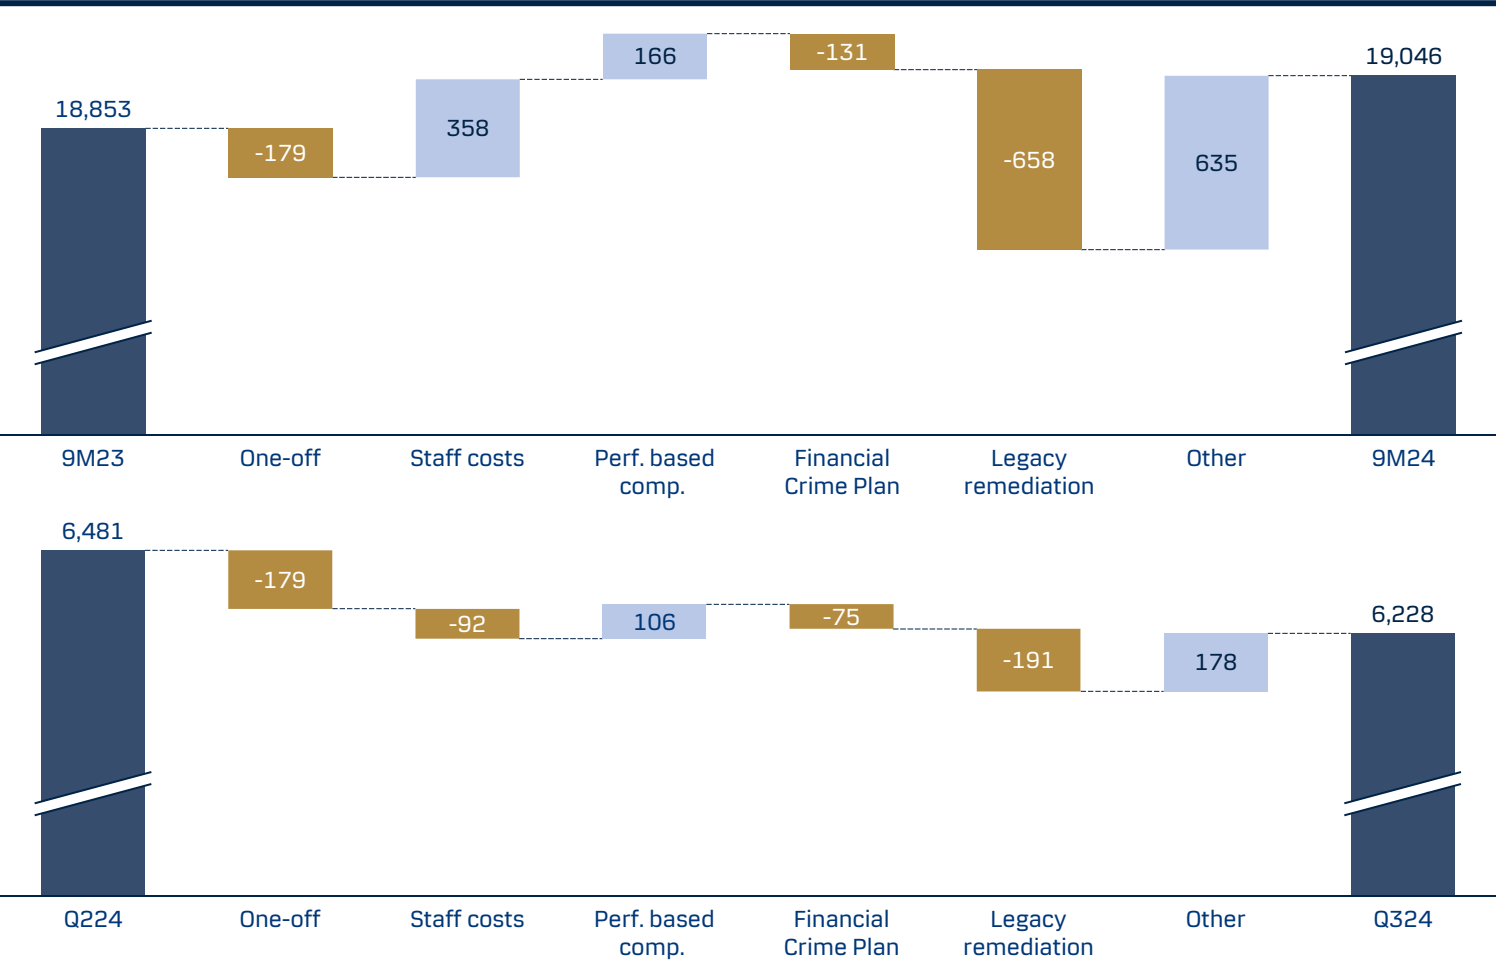 18,853
-179
358
166
-131
-658
635
19,046
9M23
One-off
Staff costs
Perf. based
comp.
Financial
Crime Plan
Legacy
remediation
Other
9M24
6,481
-179
-92
106
-75
-191
178
6,228
Q224
One-off
Staff costs
Perf. based
comp.
Financial
Crime Plan
Legacy
remediation
Other
Q324